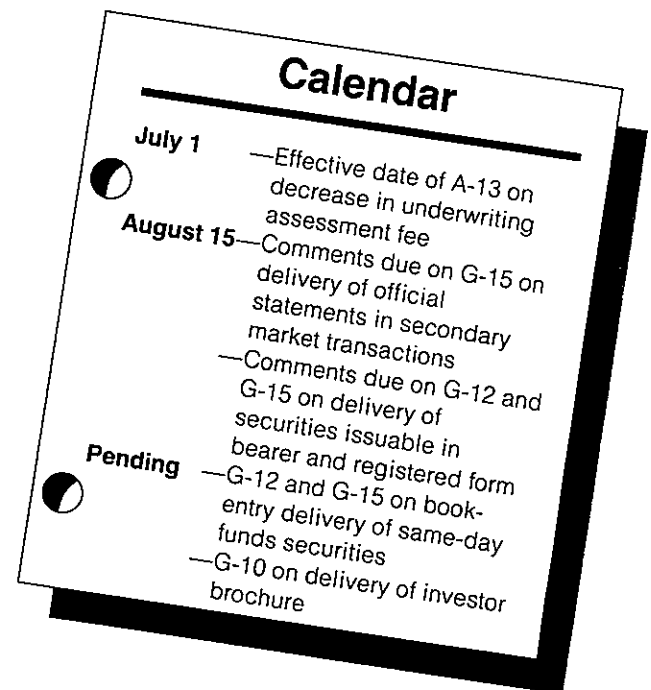 Calendar
July 1 —Effective date of A-13 on
decrease in underwriting
assessment fee
August 15—Comments due on G-15 on
delivery of official
statements in secondary
market transactions
—Comments due on G-12 and
G-15 on delivery of
securities issuable in
bearer and registered form
Pending —G-12 and G-15 on book-
entry delivery of same-day
funds securities
—G-10 on delivery of investor
brochure